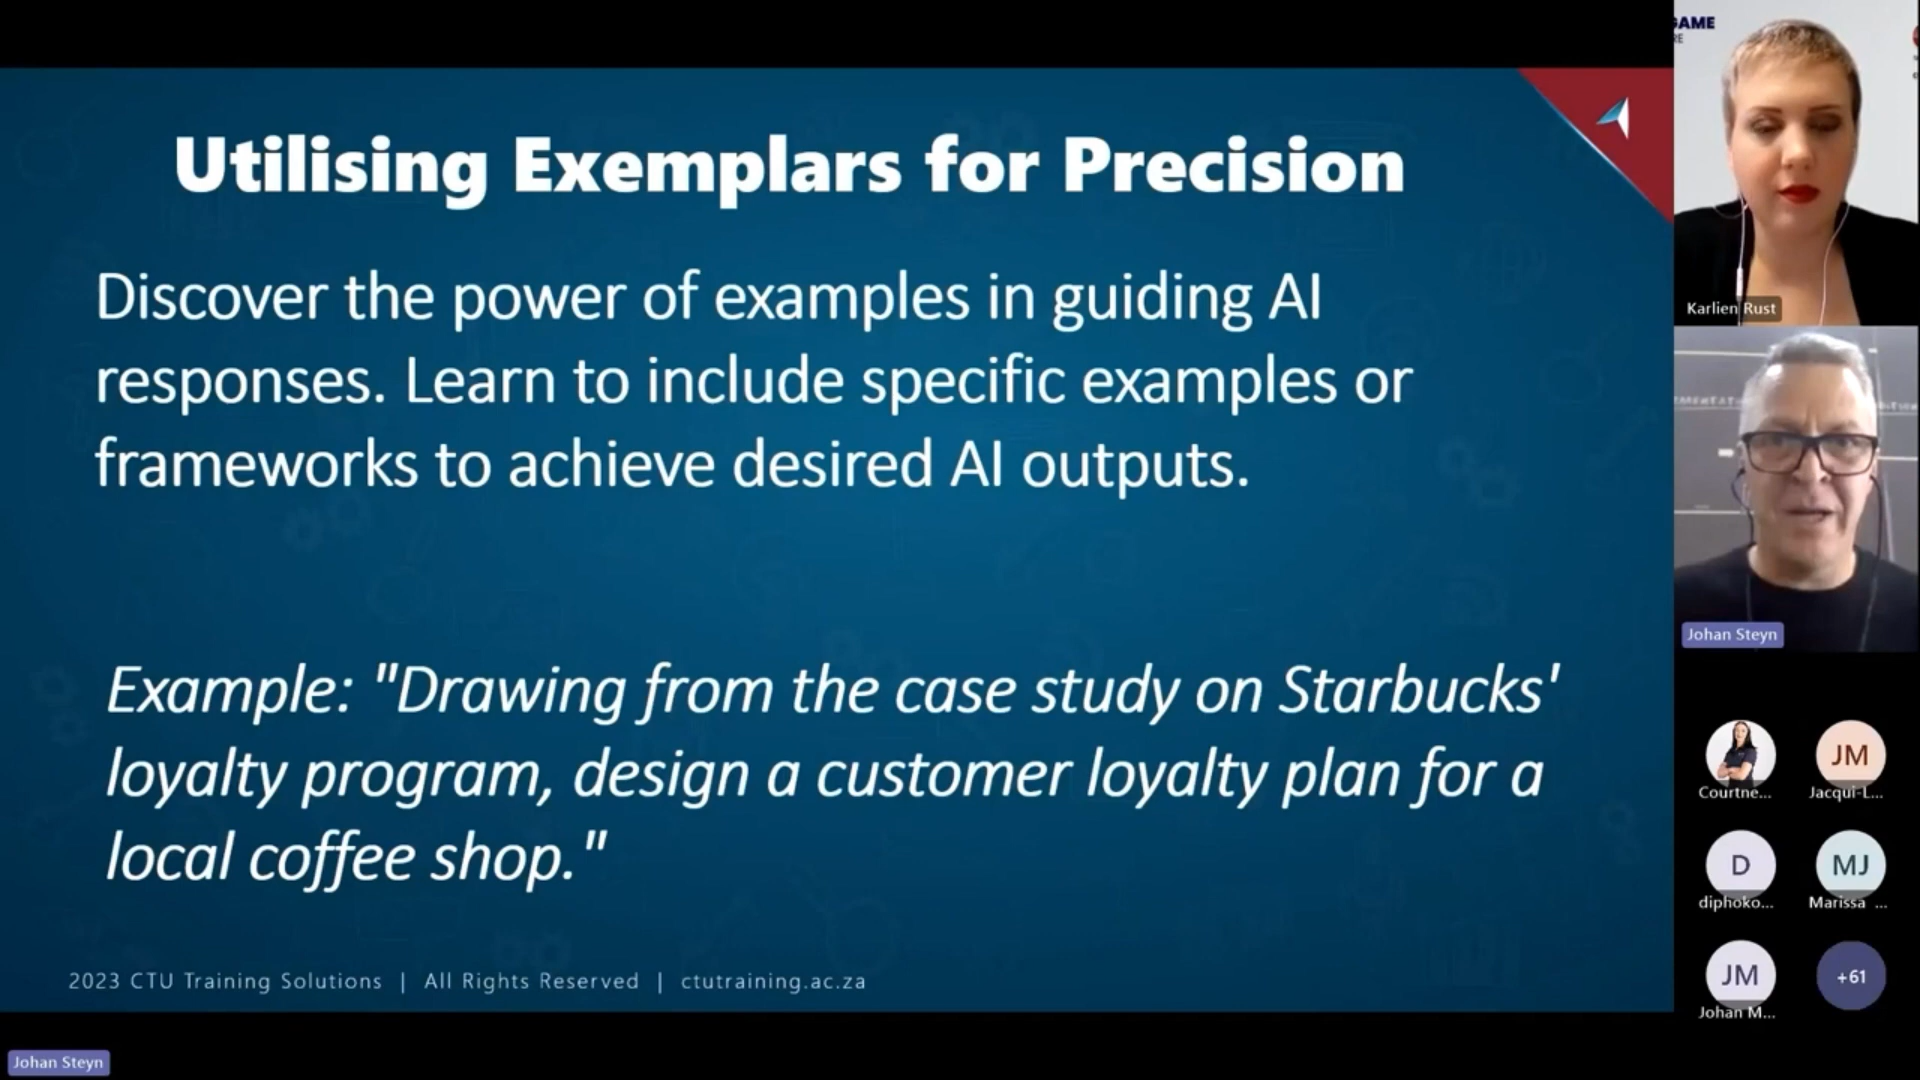 Utilising Exemplars for Precision
Discover the power of examples in guiding AI
responses. Learn to include specific examples or
frameworks to achieve desired AI outputs.
Example: "Drawing from the case study on Starbucks'
loyalty program, design a customer loyalty plan for a
local coffee shop."
2023 CTU Training Solutions | All Rights Reserved | ctutraining.ac.za
Johan Steyn
GAME
Karlien Rust
Johan Steyn
Courtne...
JM
Jacqui-L...
D
diphoko...
MJ
Marissa ...
JM
Johan M...
+61